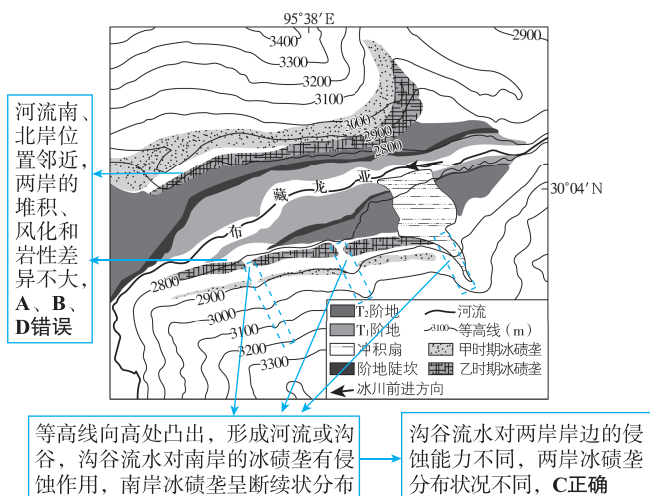 95°38′E
3400
3300
3200
3100
2900
3000
2900
2800
30°04′N
布 藏 龙 亚
河流南、
北岸位
置邻近，
两岸的
堆积、
风化和
岩性差
异不大，
A、B、
D错误
2800
2900
3000
3100
3200
3300
T₂阶地
河流
T₁阶地
3100 等高线（m）
冲积扇
甲时期冰碛垄
阶地陡坎
乙时期冰碛垄
冰川前进方向
等高线向高处凸出，形成河流或沟
谷，沟谷流水对南岸的冰碛垄有侵
蚀作用，南岸冰碛垄呈断续状分布
沟谷流水对两岸岸边的侵
蚀能力不同，两岸冰碛垄
分布状况不同，C正确